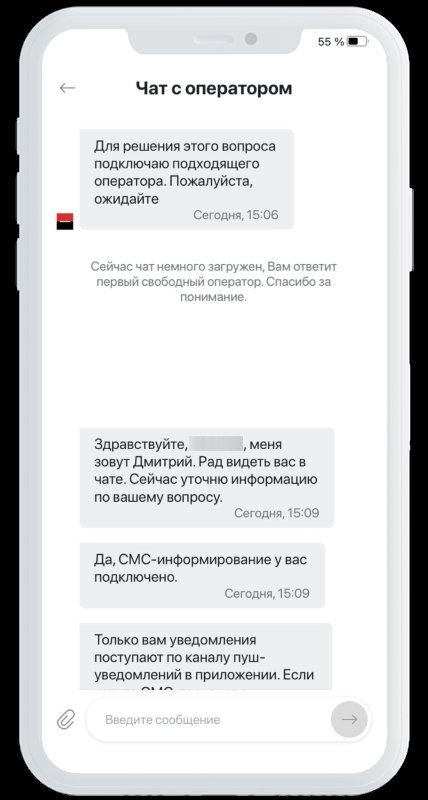 55 %
Чат с оператором
Для решения этого вопроса
подключаю подходящего
оператора. Пожалуйста,
ожидайте
Сегодня, 15:06
Сейчас чат немного загружен, Вам ответит
первый свободный оператор. Спасибо за
понимание.
Здравствуйте, , меня
зовут Дмитрий. Рад видеть вас в
чате. Сейчас уточню информацию
по вашему вопросу.
Сегодня, 15:09
Да, СМС-информирование у вас
подключено.
Сегодня, 15:09
Только вам уведомления
поступают по каналу пуш-
уведомлений в приложении. Если
Введите сообщение